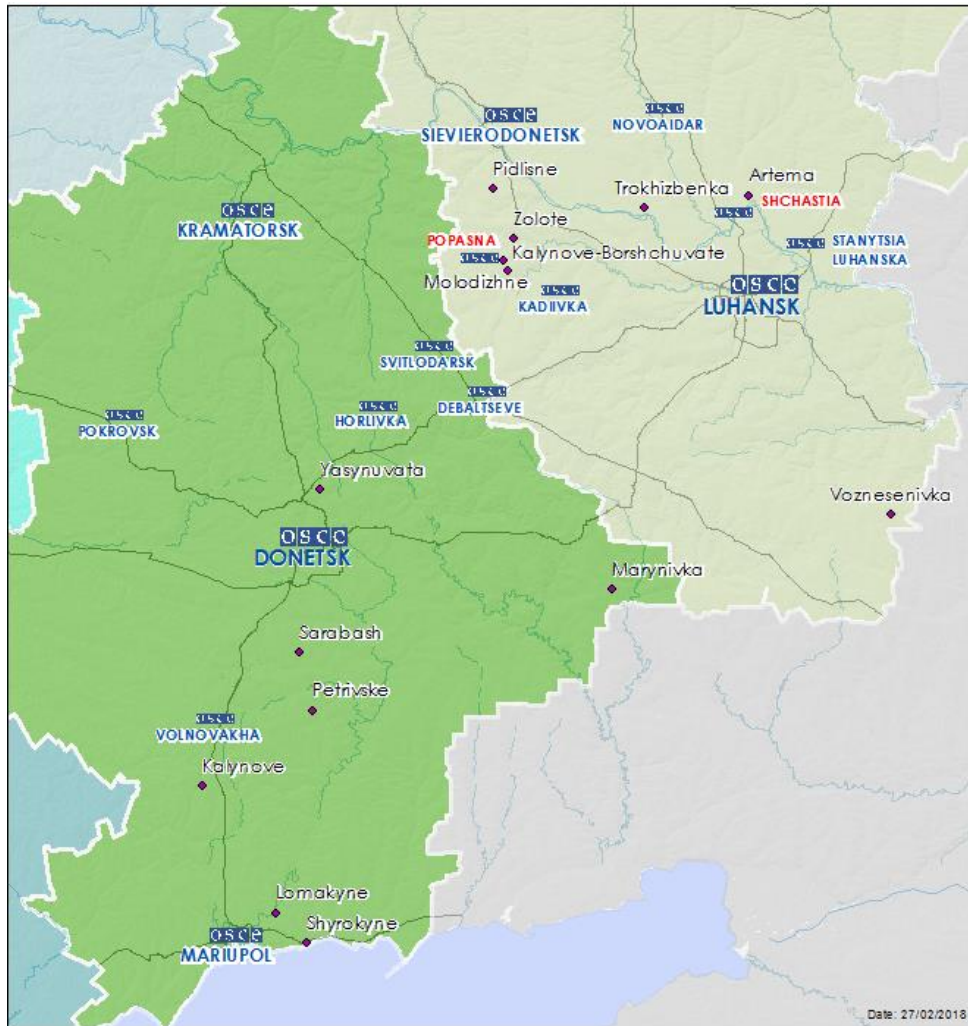 osce
SIEVIERODONETSK
osce
NOVOAIDAR
Pidlisne
Trokhizbenka
Artema
SHCHASTIA
osce
osce
KRAMATORSK
Zolote
POPASNA
osce
Kalynove-Borshchuvate
Molodizhne
osce
STANYTSIA
LUHANSKA
osce
KADIIVKA
osce
LUHANSK
osce
SVITLODARSK
osce
DEBALTSEVE
osce
HORLIVKA
osce
POKROVSK
Yasynuvata
Voznesenivka
osce
DONETSK
Marynivka
Sarabash
Petrivske
osce
VOLNOVAKHA
Kalynove
Lomakyne
Shyrokyne
osce
MARIUPOL
Date: 27/02/2018